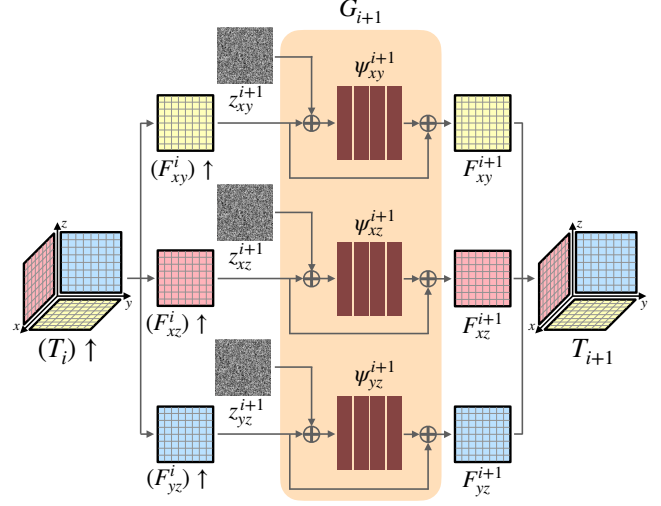 G_{i+1}
z_{xy}^{i+1}
ψ_{xy}^{i+1}
(F_{xy}^{i}) ↑
F_{xy}^{i+1}
z_{xz}^{i+1}
ψ_{xz}^{i+1}
z
y
x
(T_i) ↑
(F_{xz}^{i}) ↑
F_{xz}^{i+1}
z
y
x
T_{i+1}
z_{yz}^{i+1}
ψ_{yz}^{i+1}
(F_{yz}^{i}) ↑
F_{yz}^{i+1}